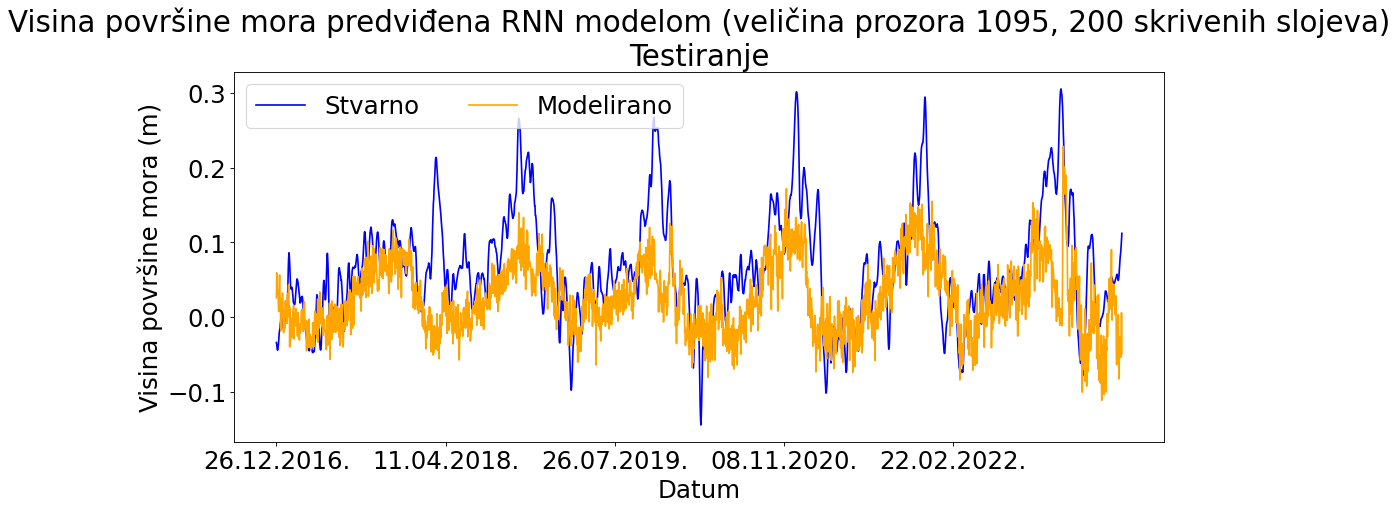 Visina površine mora predviđena RNN modelom (veličina prozora 1095, 200 skrivenih slojeva)
Testiranje
Stvarno
Modelirano
Visina površine mora (m)
0.3
0.2
0.1
0.0
−0.1
26.12.2016.
11.04.2018.
26.07.2019.
08.11.2020.
22.02.2022.
Datum